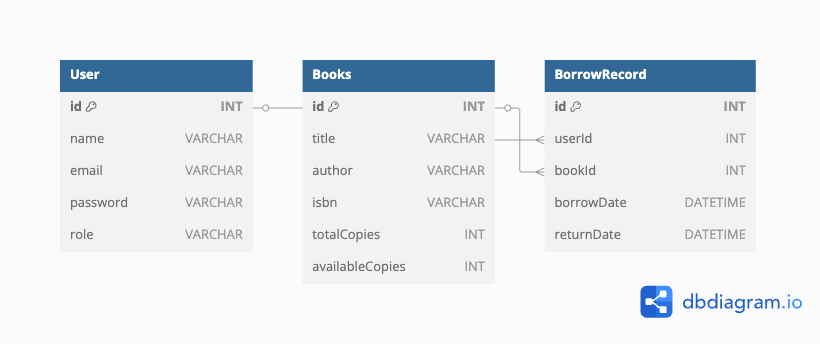 User
id INT
name VARCHAR
email VARCHAR
password VARCHAR
role VARCHAR
Books
id INT
title VARCHAR
author VARCHAR
isbn VARCHAR
totalCopies INT
availableCopies INT
BorrowRecord
id INT
userId INT
bookId INT
borrowDate DATETIME
returnDate DATETIME
dbdiagram.io